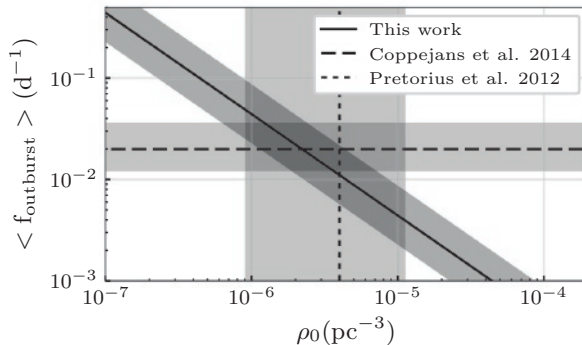 This work
Coppejans et al. 2014
Pretorius et al. 2012
< f_outburst > (d⁻¹)
10⁻¹
10⁻²
10⁻³
10⁻⁷
10⁻⁶
10⁻⁵
10⁻⁴
ρ₀(pc⁻³)